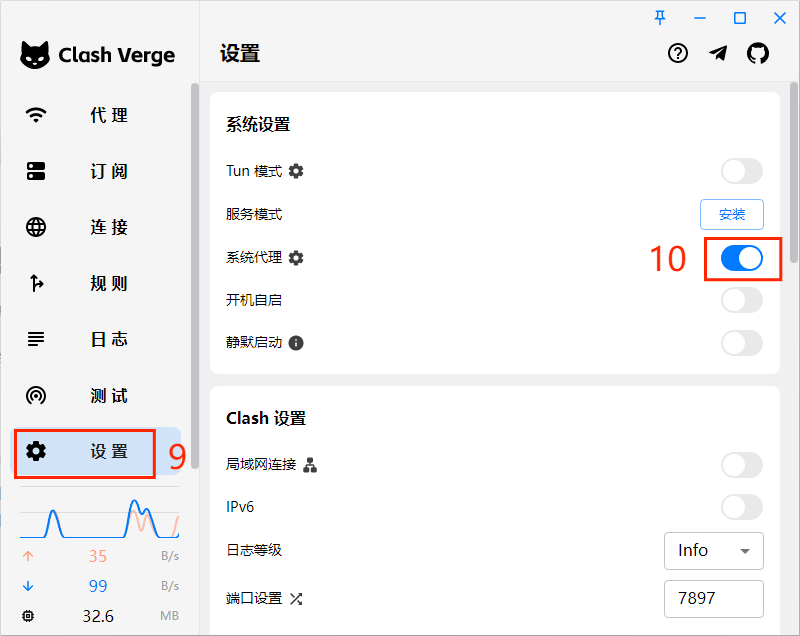 Clash Verge
代理
订阅
连接
规则
日志
测试
设置
9
35 B/s
99 B/s
32.6 MB
设置
系统设置
Tun 模式
服务模式 安装
系统代理 10
开机自启
静默启动
Clash 设置
局域网连接
IPv6
日志等级 Info
端口设置 7897